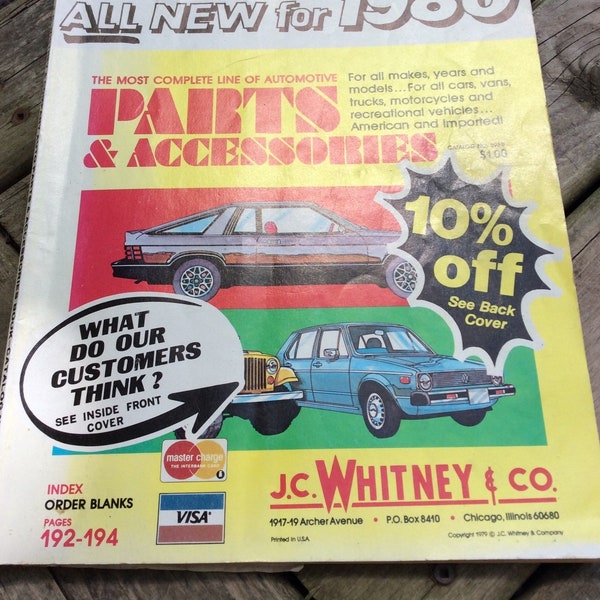 ALL NEW for 1980
THE MOST COMPLETE LINE OF AUTOMOTIVE
PARTS
& ACCESSORIES
For all makes, years and
models...For all cars, vans,
trucks, motorcycles and
recreational vehicles...
American and Imported!
CATALOG
$1.00
10%
off
See Back
Cover
WHAT
DO OUR
CUSTOMERS
THINK?
SEE INSIDE FRONT
COVER
master charge
THE INTERBANK CARD
VISA
INDEX
ORDER BLANKS
PAGES
192-194
J.C. WHITNEY & CO.
1917-19 Archer Avenue • P.O. Box 8410 • Chicago, Illinois 60680
Printed in U.S.A.
Copyright 1979 © J.C. Whitney & Company